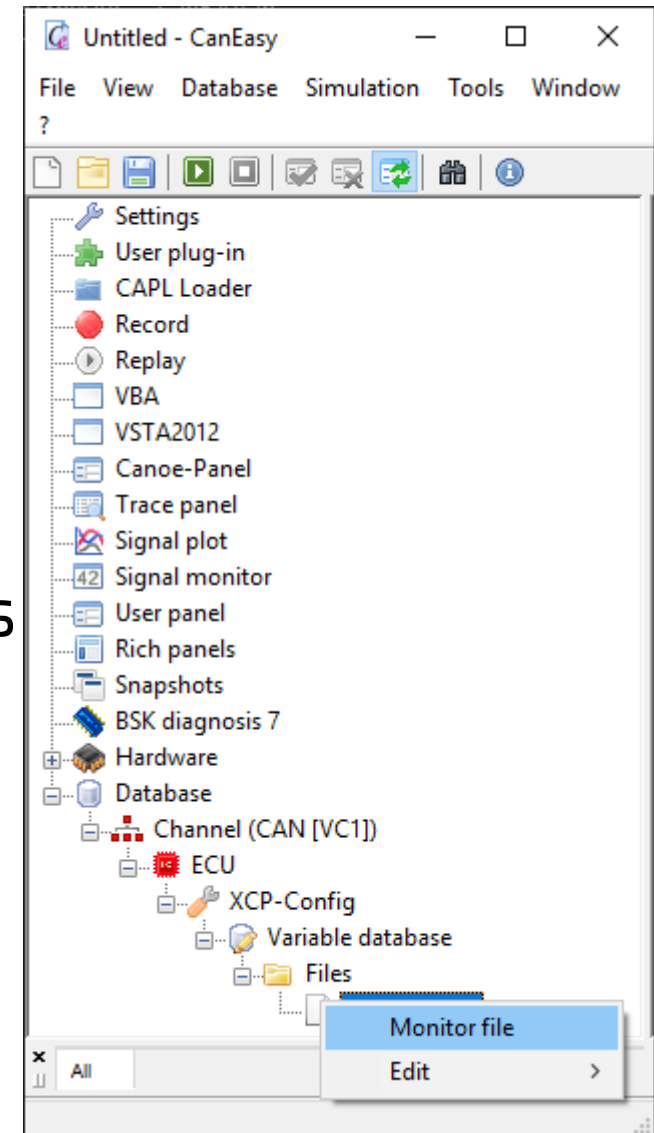 Untitled - CanEasy
File View Database Simulation Tools Window
?
Settings
User plug-in
CAPL Loader
Record
Replay
VBA
VSTA2012
Canoe-Panel
Trace panel
Signal plot
42 Signal monitor
s User panel
Rich panels
Snapshots
BSK diagnosis 7
Hardware
Database
Channel (CAN [VC1])
ECU
XCP-Config
Variable database
Files
Monitor file
All Edit